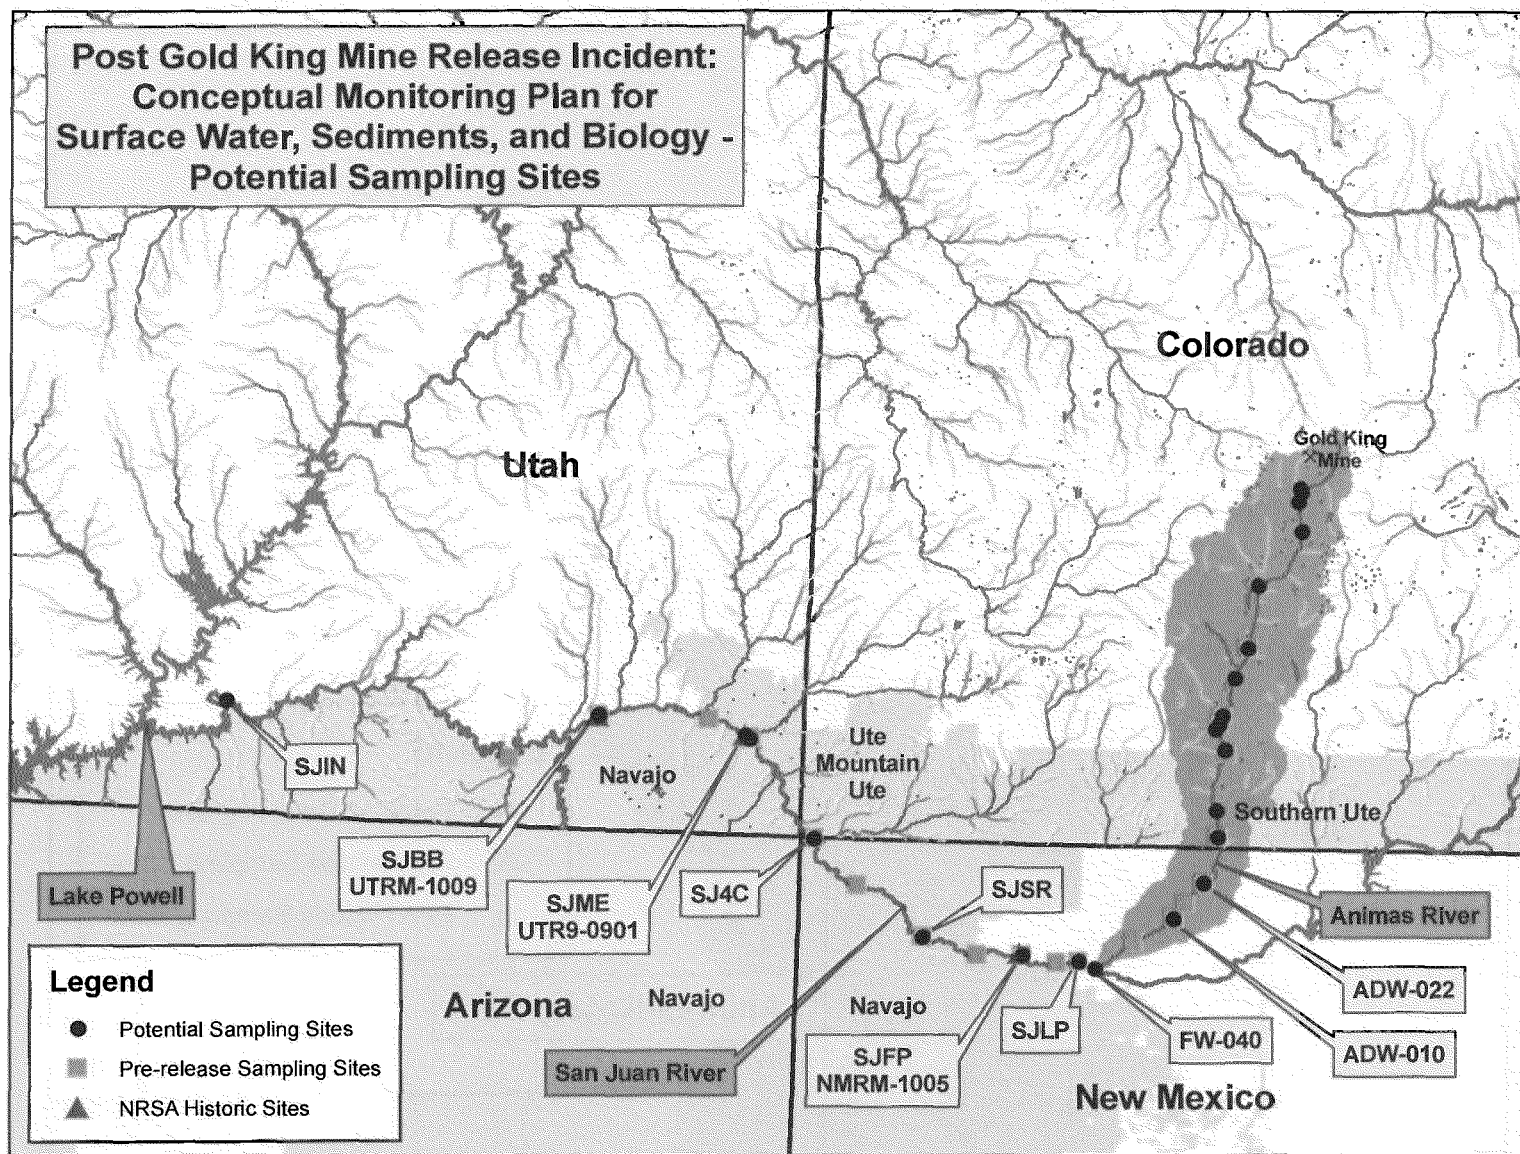 Post Gold King Mine Release Incident:
Conceptual Monitoring Plan for
Surface Water, Sediments, and Biology -
Potential Sampling Sites
Colorado
Gold King
Mine
Utah
SJIN
Navajo
Ute
Mountain
Ute
Southern Ute
Lake Powell
SJBB
UTRM-1009
SJME
UTR9-0901
SJ4C
SJSR
Animas River
ADW-022
ADW-010
FW-040
SJLP
SJFP
NMRM-1005
Arizona
Navajo
Navajo
San Juan River
New Mexico
Legend
Potential Sampling Sites
Pre-release Sampling Sites
NRSA Historic Sites